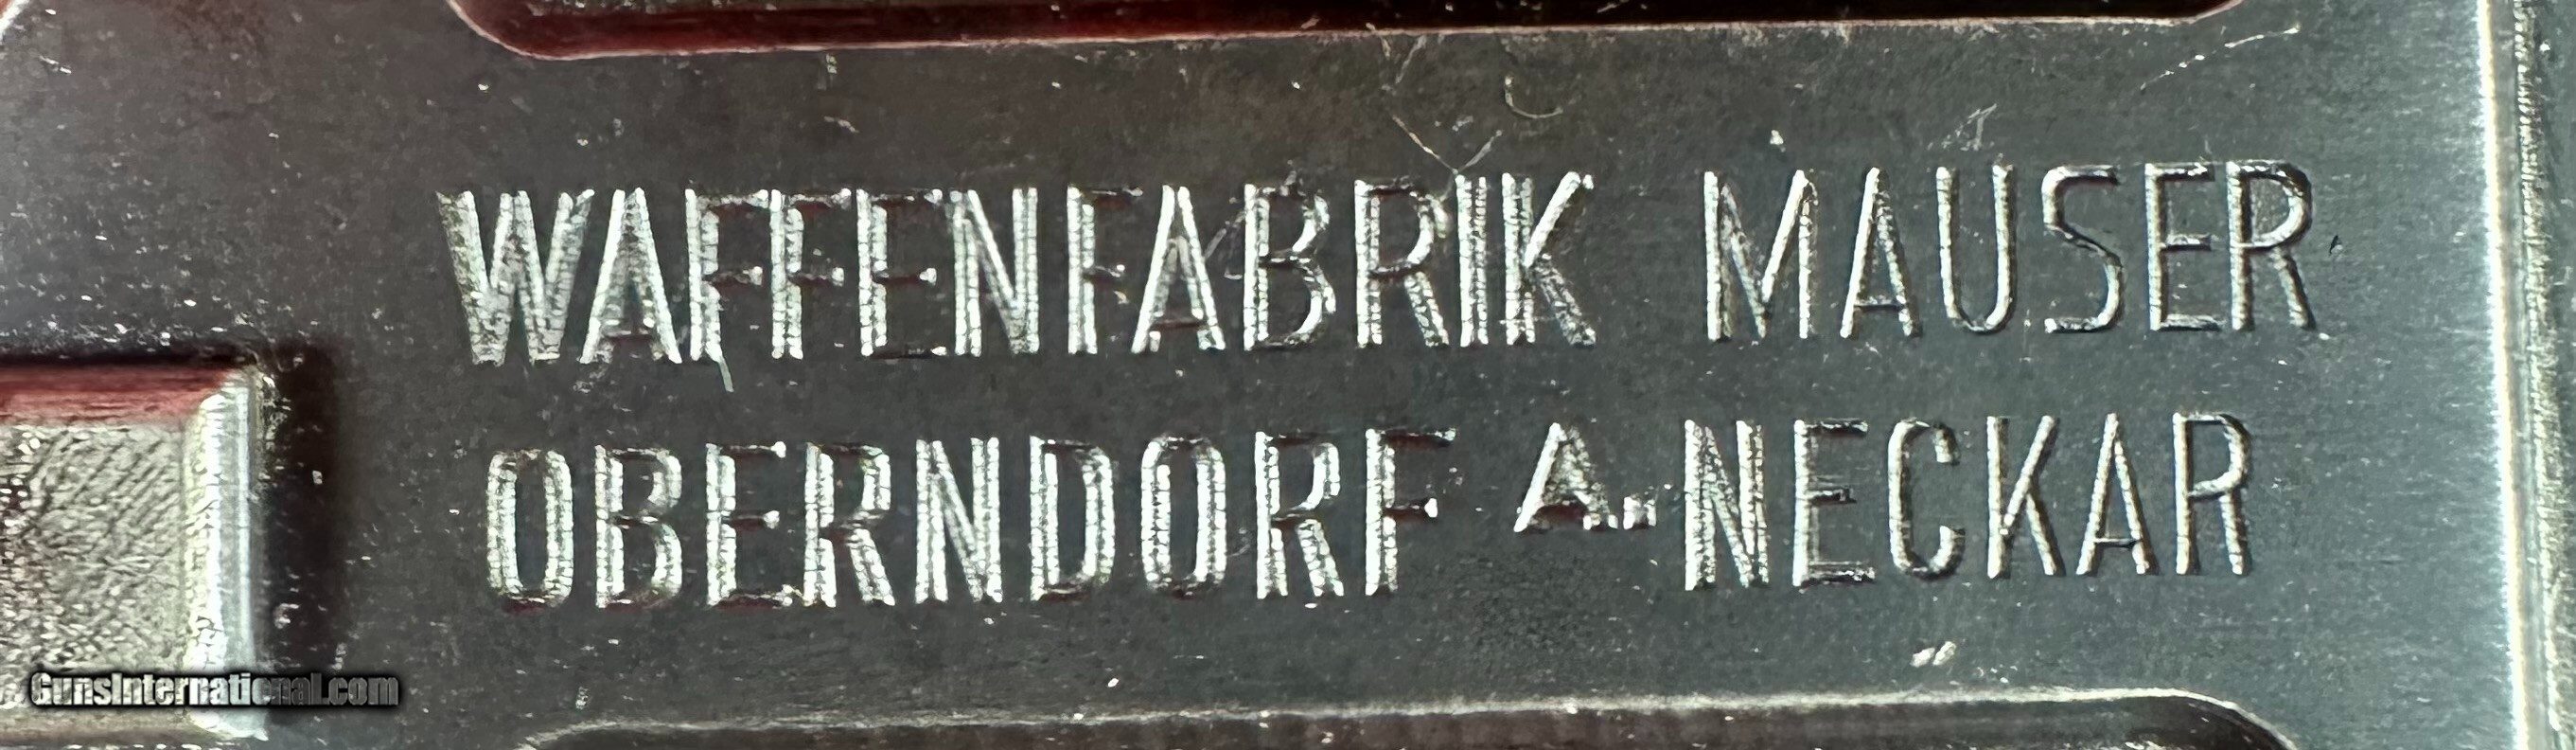 WAFFENFABRIK MAUSER
OBERNDORF A. NECKAR
GunsInternational.com